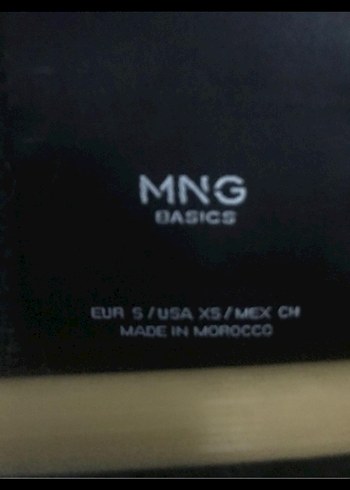 MNG
BASICS
EUR S / USA XS / MEX CH
MADE IN MOROCCO